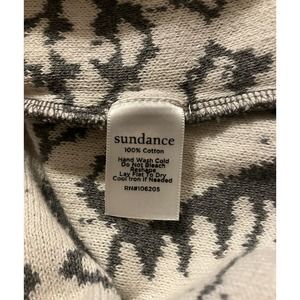 sundance
100% Cotton
Hand Wash Cold
Do Not Bleach
Reshape
Lay Flat To Dry
Cool Iron If Needed
RN#106205